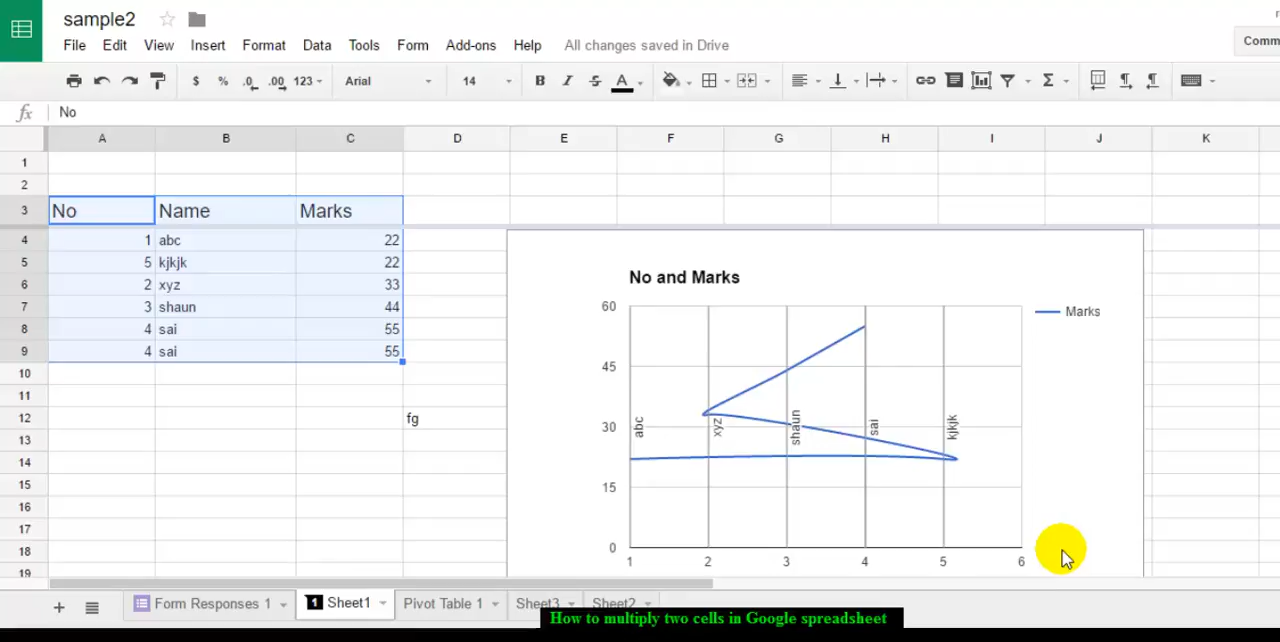 sample2
File Edit View Insert Format Data Tools Form Add-ons Help All changes saved in Drive
Comm
$ % .0 .00 123 Arial 14 B I S A Σ
fx No
A B C D E F G H I J K
1
2
3 No Name Marks
4 1 abc 22
5 5 kjkjk 22
6 2 xyz 33
7 3 shaun 44
8 4 sai 55
9 4 sai 55
10
11
12 fg
13
14
15
16
17
18
19
No and Marks
Marks
60
45
30
15
0
abc xyz shaun sai kjkjk
1 2 3 4 5 6
+ Form Responses 1 1 Sheet1 Pivot Table 1 Sheet3 Sheet2
How to multiply two cells in Google spreadsheet